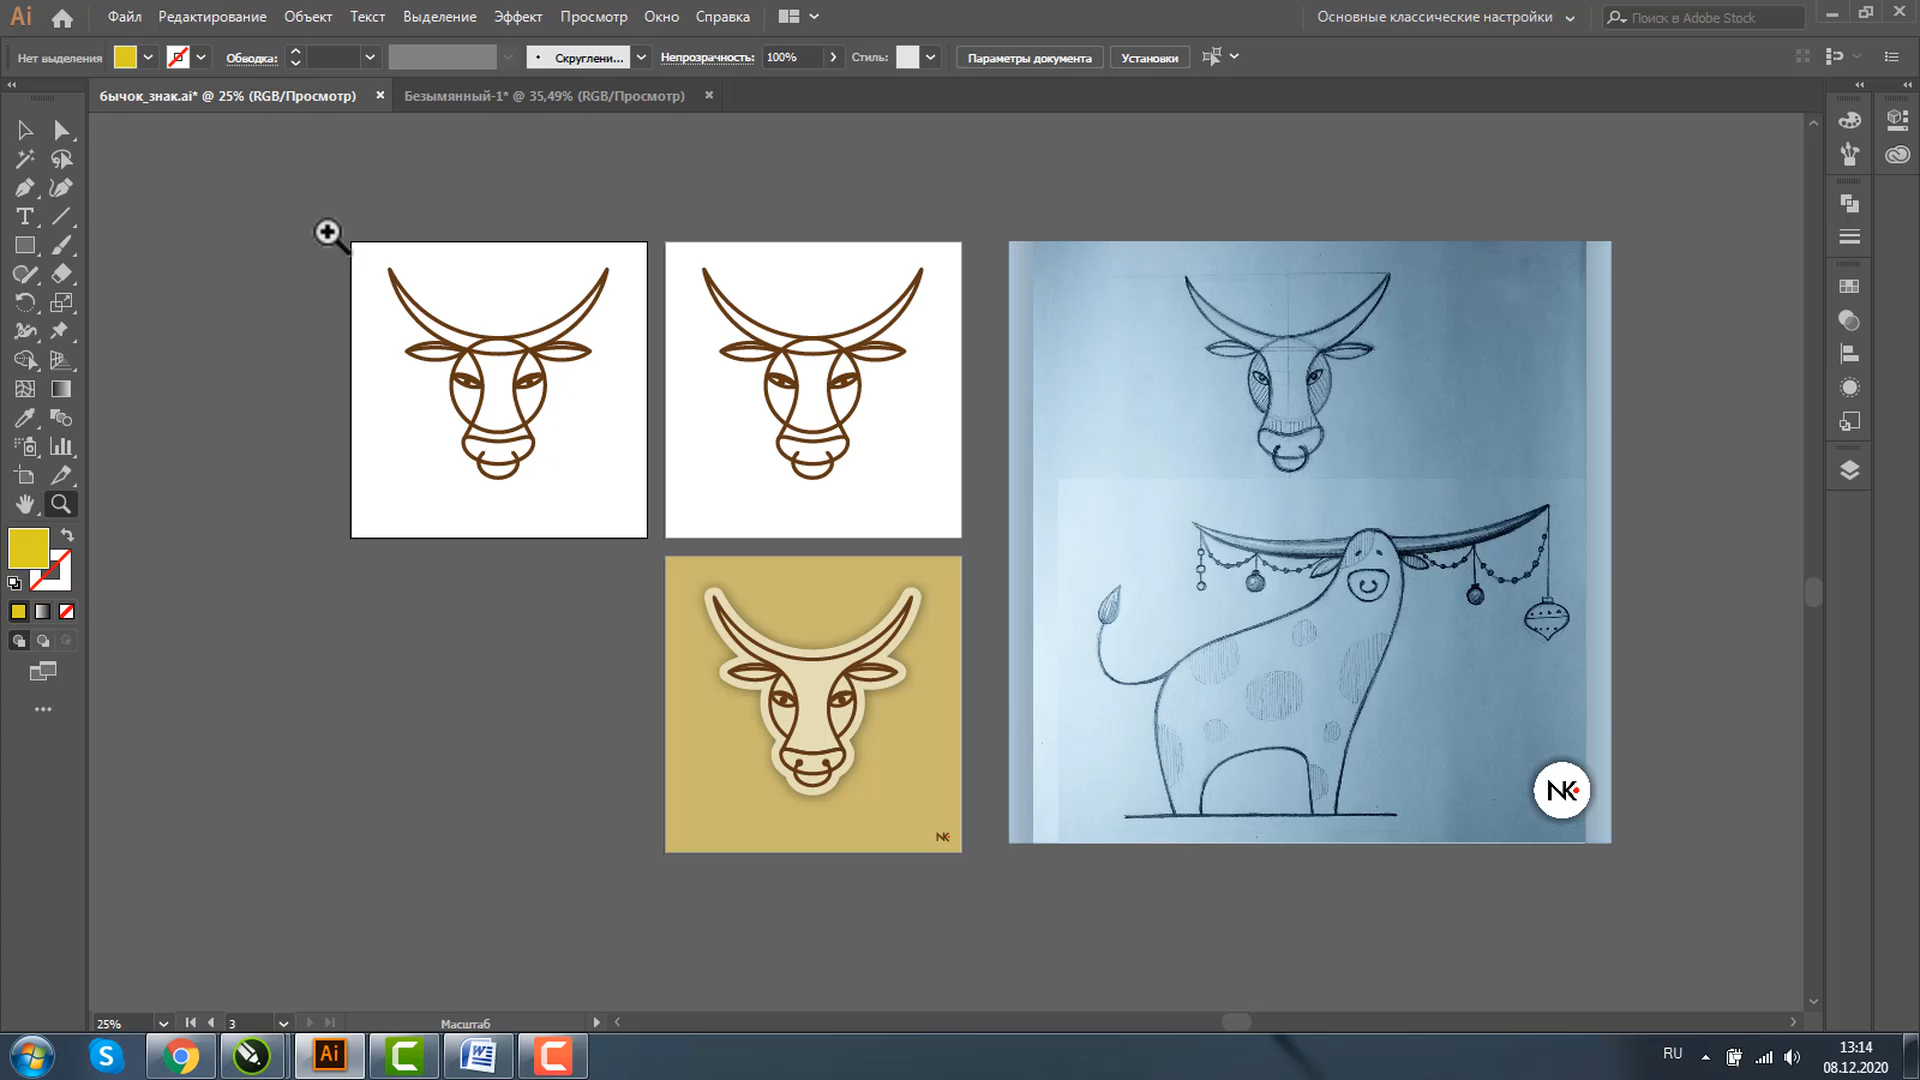 Ai Файл Редактирование Объект Текст Выделение Эффект Просмотр Окно Справка Основные классические настройки Поиск в Adobe Stock
Нет выделения Обводка: Скруглени... Непрозрачность: 100% Стиль: Параметры документа Установки
бычок_знак.ai* @ 25% (RGB/Просмотр) Безымянный-1* @ 35,49% (RGB/Просмотр)
NK
NK
25% 3 Масштаб
Ai RU 13:14
08.12.2020